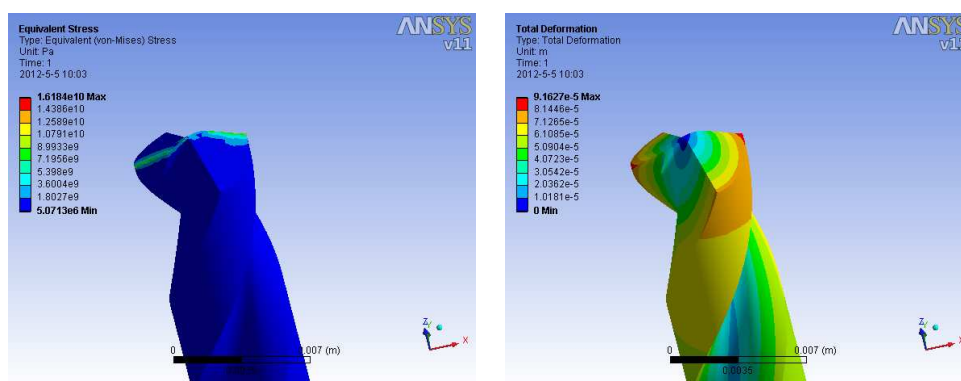 Equivalent Stress
Type: Equivalent (von-Mises) Stress
Unit: Pa
Time: 1
2012-5-5 10:03
ANSYS
v11
1.6184e10 Max
1.4386e10
1.2589e10
1.0791e10
8.9933e9
7.1956e9
5.398e9
3.6004e9
1.8027e9
5.0713e6 Min
0
0.007 (m)
Z
Y
X
Total Deformation
Type: Total Deformation
Unit: m
Time: 1
2012-5-5 10:03
ANSYS
v11
9.1627e-5 Max
8.1446e-5
7.1265e-5
6.1085e-5
5.0904e-5
4.0723e-5
3.0542e-5
2.0362e-5
1.0181e-5
0 Min
0
0.007 (m)
0.0035
Z
Y
X